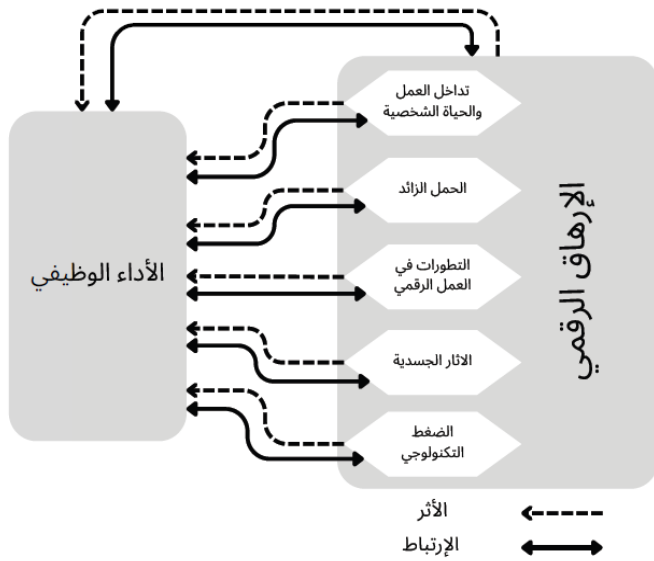 تداخل العمل
والحياة الشخصية
الحمل الزائد
التطورات في
العمل الرقمي
الاثار الجسدية
الضغط
التكنولوجي
الإرهاق الرقمي
الأداء الوظيفي
الأثر
الإرتباط